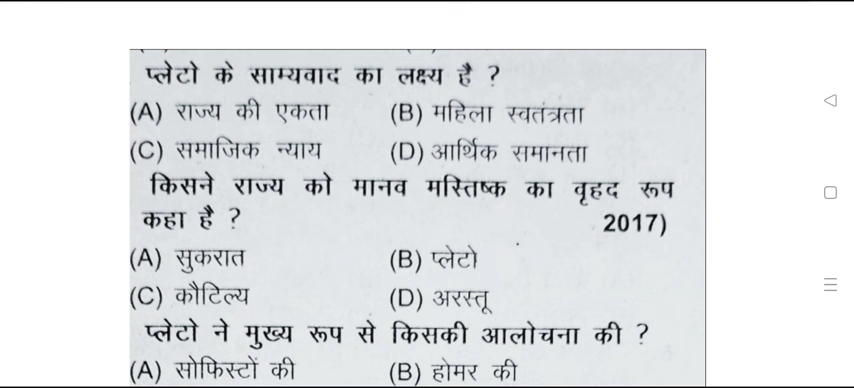 प्लेटो के साम्यवाद का लक्ष्य है ?
(A) राज्य की एकता (B) महिला स्वतंत्रता
(C) समाजिक न्याय (D) आर्थिक समानता
किसने राज्य को मानव मस्तिष्क का वृहद रूप
कहा है ? 2017)
(A) सुकरात (B) प्लेटो
(C) कौटिल्य (D) अरस्तू
प्लेटो ने मुख्य रूप से किसकी आलोचना की ?
(A) सोफिस्टों की (B) होमर की